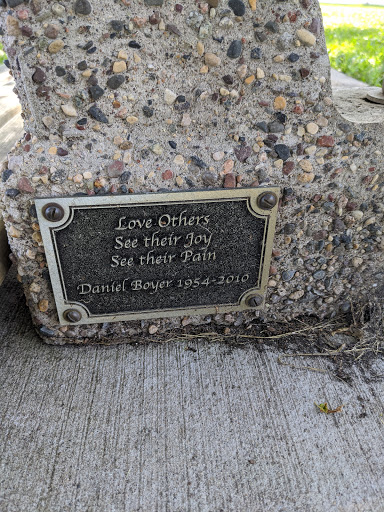 Love Others
See their Joy
See their Pain
Daniel Boyer 1954-2010